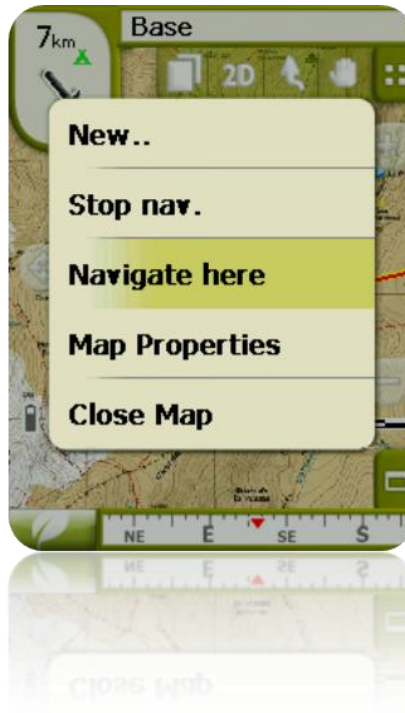 7km
Base
2D
New..
Stop nav.
Navigate here
Map Properties
Close Map
NE E SE S